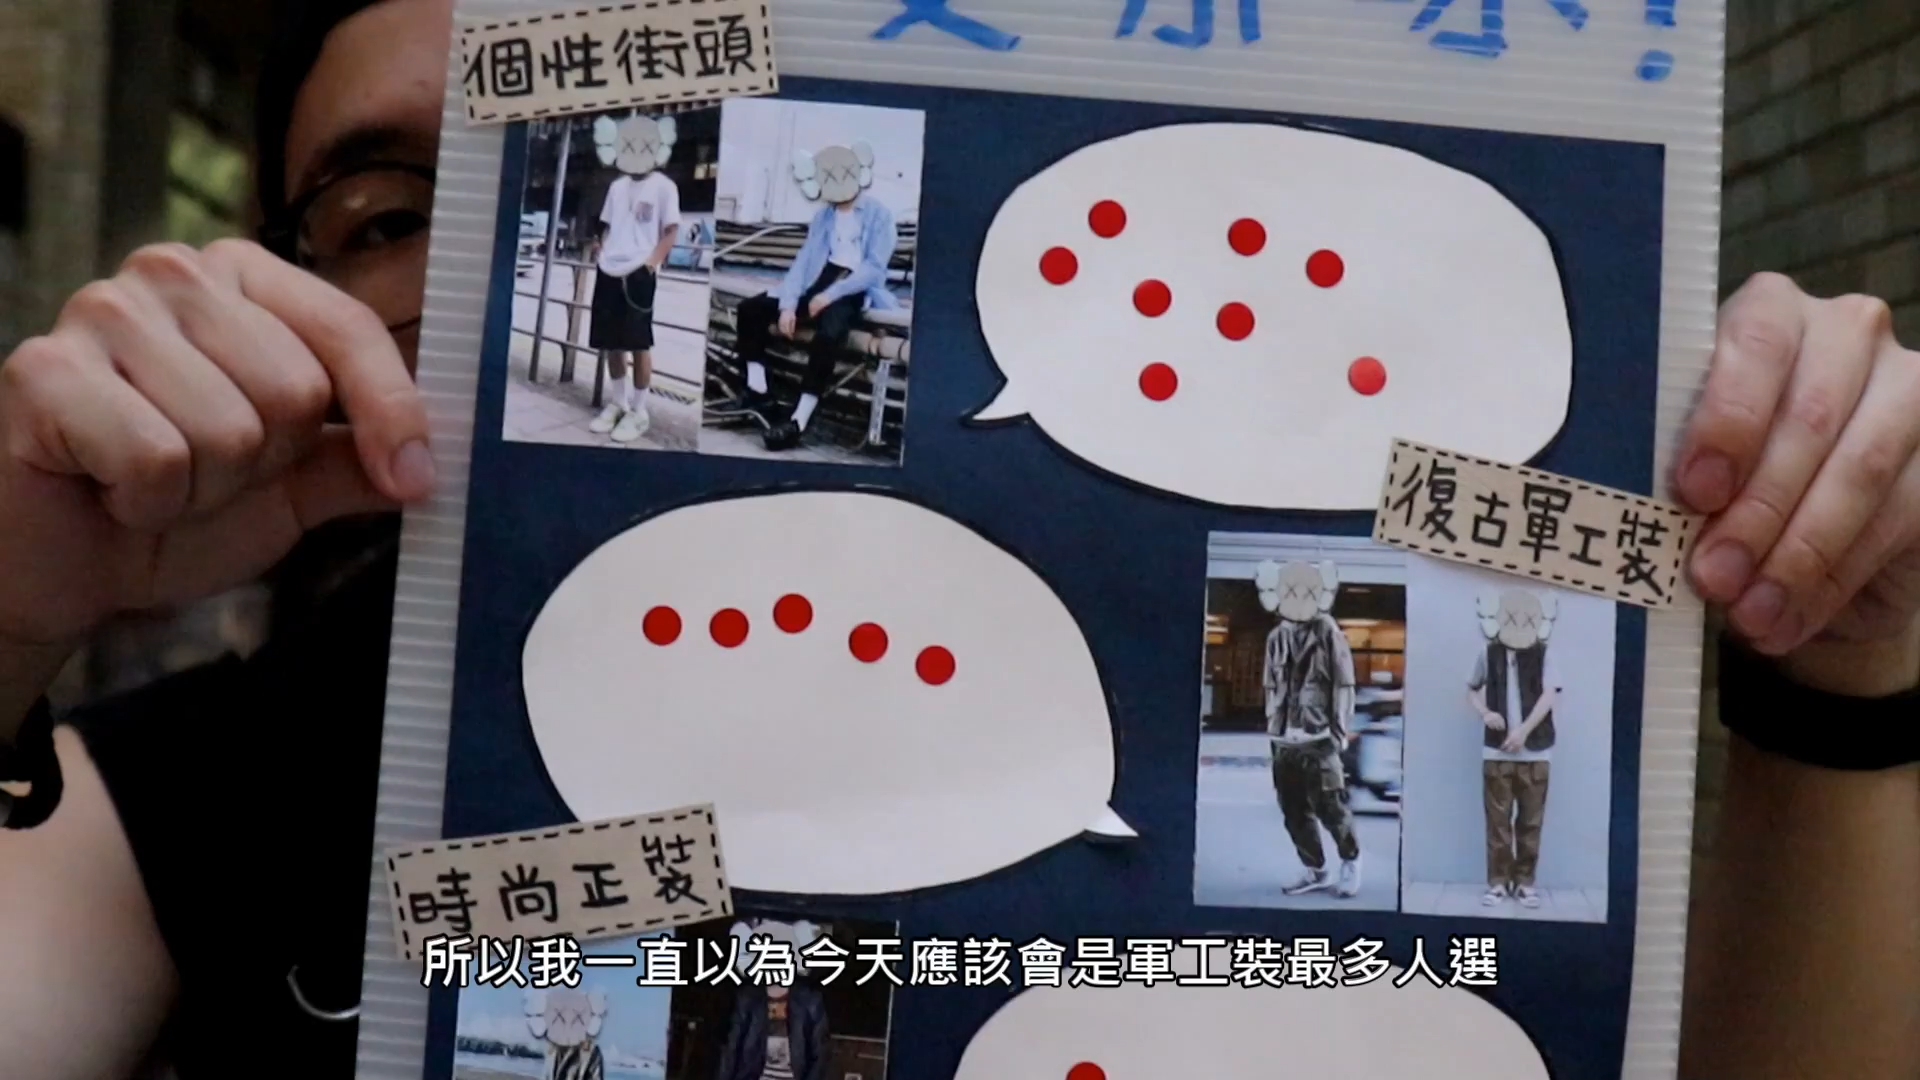 個性街頭
復古軍工裝
時尚正裝
所以我一直以為今天應該會是軍工裝最多人選